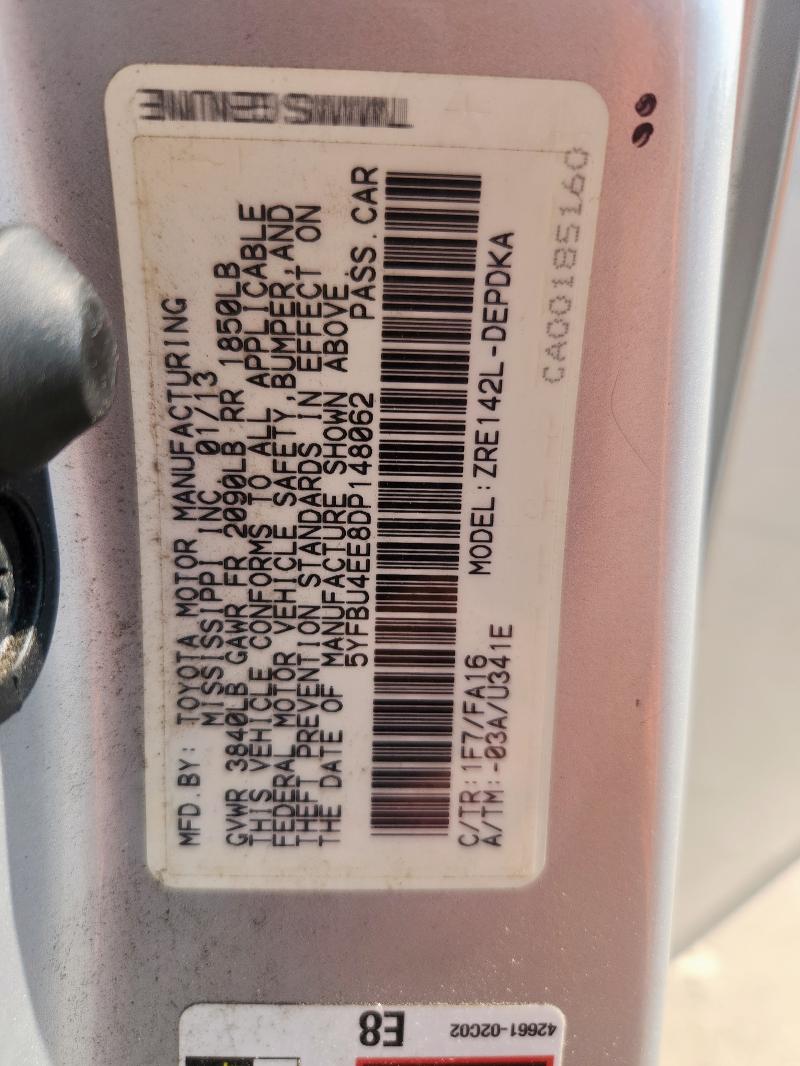 MFD.BY: TOYOTA MOTOR MANUFACTURING
MISSISSIPPI INC 01/13
GVWR 3840LB GAWR FR 2090LB RR 1850LB
THIS VEHICLE CONFORMS TO ALL APPLICABLE
FEDERAL MOTOR VEHICLE SAFETY, BUMPER, AND
THEFT PREVENTION STANDARDS IN EFFECT ON
THE DATE OF MANUFACTURE SHOWN ABOVE.
5YFBU4EE8DP148062 PASS.CAR
MODEL: ZRE142L-DEPDKA
C/TR: 1F7/FA16
A/TM: -03A/U341E
CA00185160
E8
42661-02C02